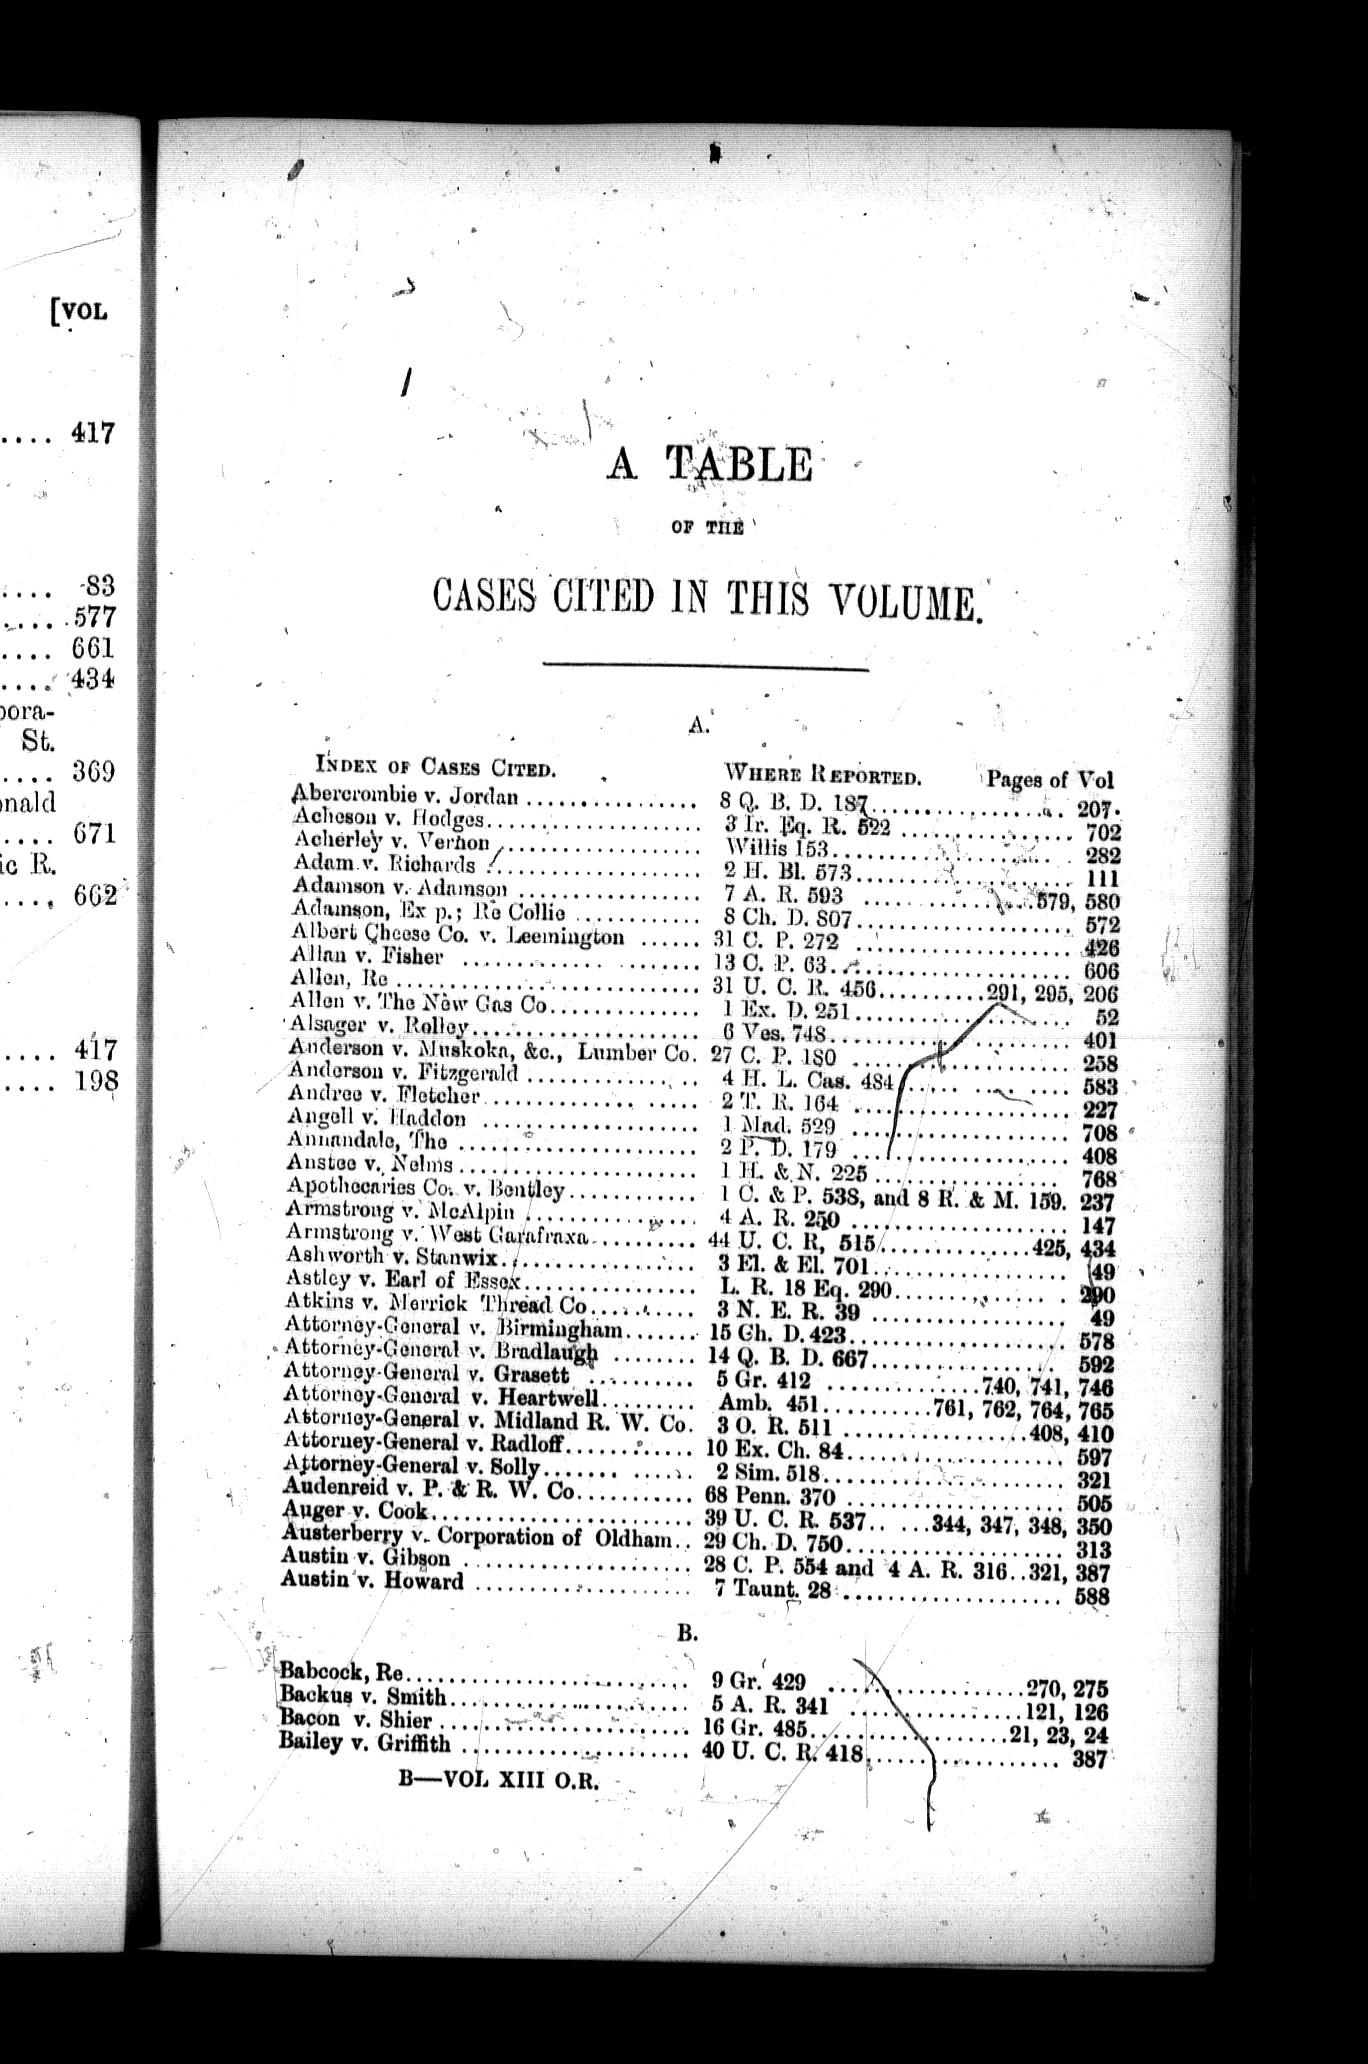 [VOL
.... 417
.... 83
.... 577
.... 661
.... 434
pora-
St.
.... 369
onald
.... 671
ic R.
.... 662
.... 417
.... 198
A TABLE
OF THE
CASES CITED IN THIS VOLUME.
A.
INDEX OF CASES CITED. WHERE REPORTED. Pages of Vol
Abercrombie v. Jordan ................ 8 Q. B. D. 187................ 207.
Acheson v. Hodges.................... 3 Ir. Eq. R. 522 ................ 702
Acherley v. Vernon .................. Willis 153.................... 282
Adam v. Richards .................... 2 H. Bl. 573.................... 111
Adamson v. Adamson ................. 7 A. R. 593 ................579, 580
Adamson, Ex p.; Re Collie ............ 8 Ch. D. 807.................... 572
Albert Cheese Co. v. Leemington ...... 31 C. P. 272 .................... 426
Allan v. Fisher ...................... 13 C. P. 63...................... 606
Allen, Re ............................ 31 U. C. R. 456..........291, 295, 206
Allen v. The New Gas Co.............. 1 Ex. D. 251.................... 52
Alsager v. Rolley..................... 6 Ves. 748...................... 401
Anderson v. Muskoka, &c., Lumber Co. 27 C. P. 180 .................... 258
Anderson v. Fitzgerald ................ 4 H. L. Cas. 484................ 583
Andree v. Fletcher.................... 2 T. R. 164 .................... 227
Angell v. Haddon .................... 1 Mad. 529 .................... 708
Annandale, The ...................... 2 P. D. 179 .................... 408
Anstee v. Nelms...................... 1 H. & N. 225 .................. 768
Apothecaries Co. v. Bentley............ 1 C. & P. 538, and 8 R. & M. 159. 237
Armstrong v. McAlpin ................ 4 A. R. 250 .................... 147
Armstrong v. West Garafraxa.......... 44 U. C. R, 515..............425, 434
Ashworth v. Stanwix.................. 3 El. & El. 701.................. 49
Astley v. Earl of Essex................ L. R. 18 Eq. 290................ 290
Atkins v. Merrick Thread Co.......... 3 N. E. R. 39 .................. 49
Attorney-General v. Birmingham....... 15 Ch. D. 423.................... 578
Attorney-General v. Bradlaugh ........ 14 Q. B. D. 667.................. 592
Attorney-General v. Grasett .......... 5 Gr. 412 ..............740, 741, 746
Attorney-General v. Heartwell......... Amb. 451..........761, 762, 764, 765
Attorney-General v. Midland R. W. Co. 3 O. R. 511 .................408, 410
Attorney-General v. Radloff............ 10 Ex. Ch. 84.................... 597
Attorney-General v. Solly.............. 2 Sim. 518...................... 321
Audenreid v. P. & R. W. Co........... 68 Penn. 370 .................... 505
Auger v. Cook........................ 39 U. C. R. 537.. ...344, 347, 348, 350
Austerberry v. Corporation of Oldham.. 29 Ch. D. 750.................... 313
Austin v. Gibson .................... 28 C. P. 554 and 4 A. R. 316..321, 387
Austin v. Howard .................... 7 Taunt. 28 .................... 588
B.
Babcock, Re.......................... 9 Gr. 429 ...................270, 275
Backus v. Smith...................... 5 A. R. 341 ................121, 126
Bacon v. Shier ....................... 16 Gr. 485...................21, 23, 24
Bailey v. Griffith ..................... 40 U. C. R. 418.................. 387
B—VOL XIII O.R.